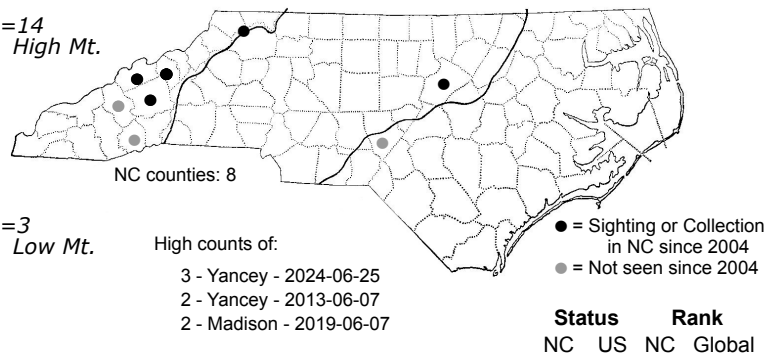 =14
High Mt.
NC counties: 8
=3
Low Mt.
High counts of:
3 - Yancey - 2024-06-25
2 - Yancey - 2013-06-07
2 - Madison - 2019-06-07
= Sighting or Collection
in NC since 2004
= Not seen since 2004
Status Rank
NC US NC Global